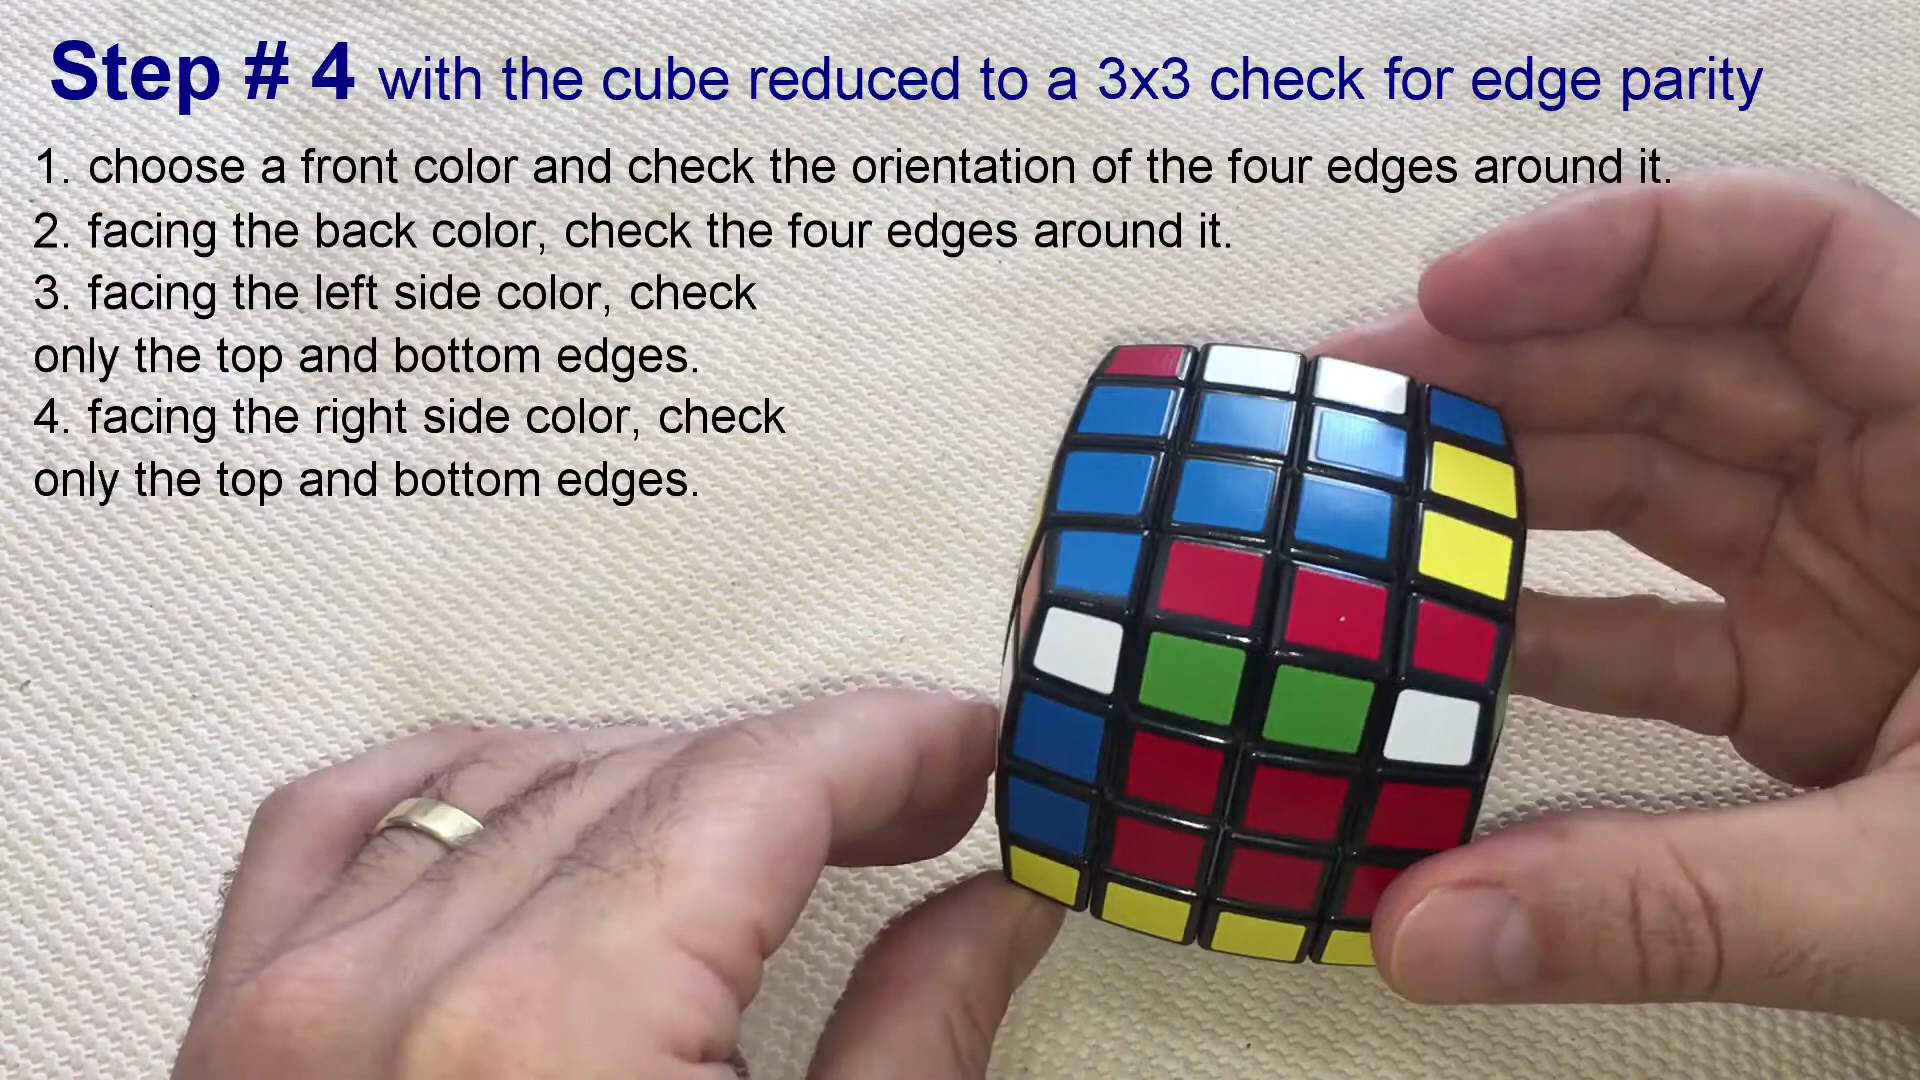 Step # 4 with the cube reduced to a 3x3 check for edge parity
1. choose a front color and check the orientation of the four edges around it.
2. facing the back color, check the four edges around it.
3. facing the left side color, check
only the top and bottom edges.
4. facing the right side color, check
only the top and bottom edges.